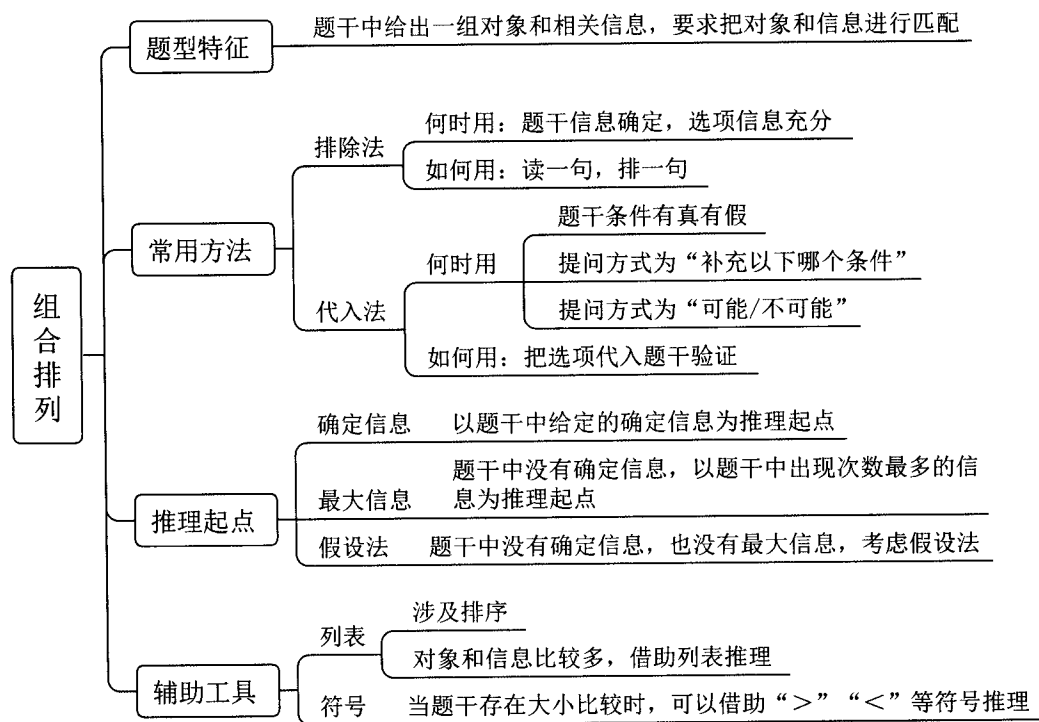 题型特征
题干中给出一组对象和相关信息，要求把对象和信息进行匹配
排除法
何时用：题干信息确定，选项信息充分
如何用：读一句，排一句
常用方法
代入法
何时用
题干条件有真有假
提问方式为“补充以下哪个条件”
提问方式为“可能/不可能”
如何用：把选项代入题干验证
组
合
排
列
推理起点
确定信息
以题干中给定的确定信息为推理起点
最大信息
题干中没有确定信息，以题干中出现次数最多的信
息为推理起点
假设法
题干中没有确定信息，也没有最大信息，考虑假设法
辅助工具
列表
涉及排序
对象和信息比较多，借助列表推理
符号
当题干存在大小比较时，可以借助“＞”“＜”等符号推理